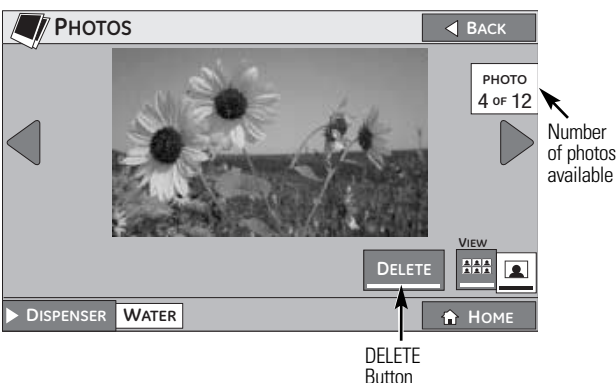 PHOTOS
BACK
PHOTO
4 OF 12
Number
of photos
available
VIEW
DELETE
DISPENSER WATER
HOME
DELETE
Button